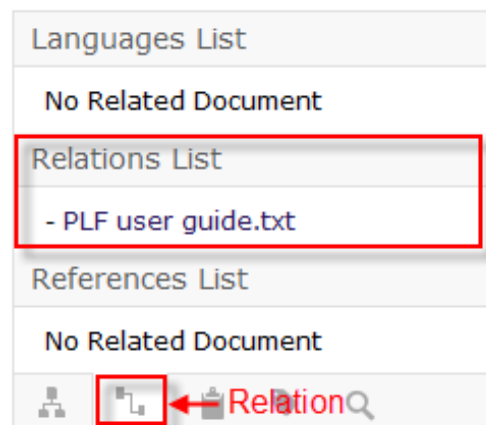 Languages List
No Related Document
Relations List
- PLF user guide.txt
References List
No Related Document
Relation